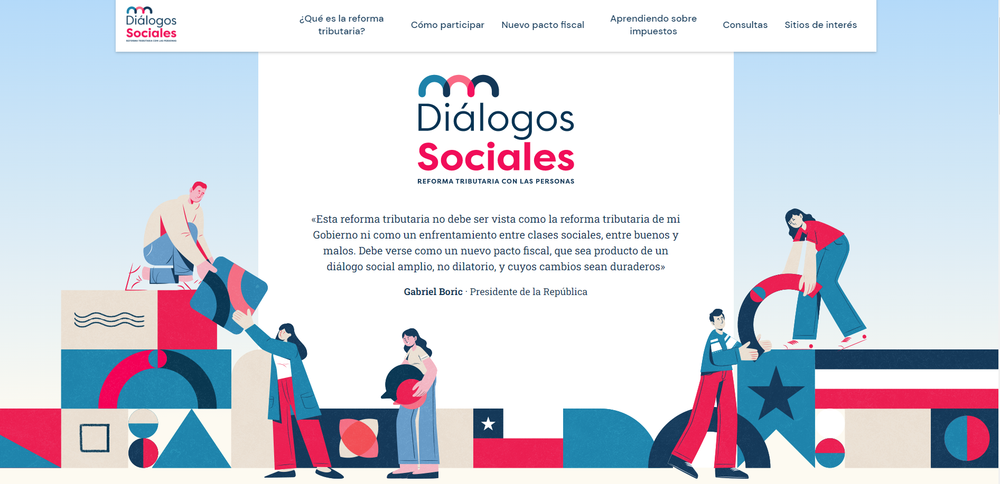 Diálogos
Sociales
REFORMA TRIBUTARIA CON LAS PERSONAS
¿Qué es la reforma
tributaria?
Cómo participar
Nuevo pacto fiscal
Aprendiendo sobre
impuestos
Consultas
Sitios de interés
Diálogos
Sociales
REFORMA TRIBUTARIA CON LAS PERSONAS
«Esta reforma tributaria no debe ser vista como la reforma tributaria de mi
Gobierno ni como un enfrentamiento entre clases sociales, entre buenos y
malos. Debe verse como un nuevo pacto fiscal, que sea producto de un
diálogo social amplio, no dilatorio, y cuyos cambios sean duraderos»
Gabriel Boric · Presidente de la República